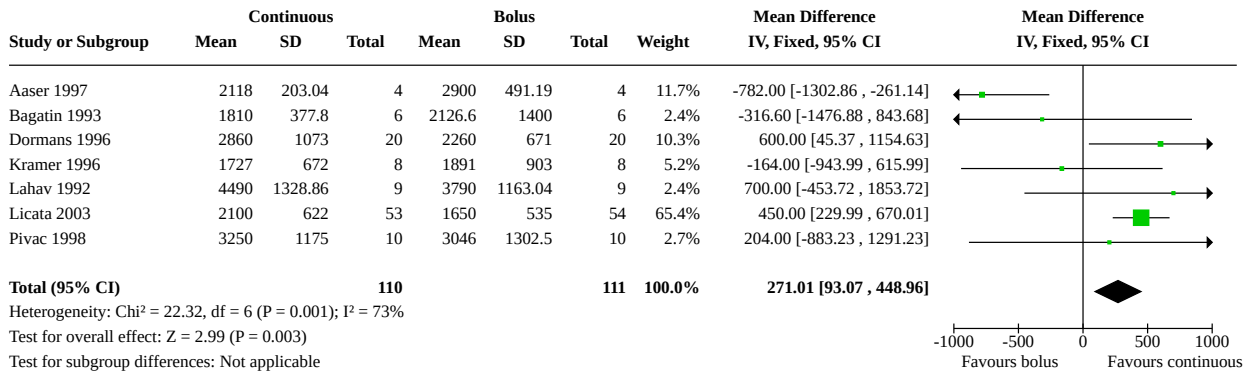 Continuous Bolus Mean Difference Mean Difference
Study or Subgroup Mean SD Total Mean SD Total Weight IV, Fixed, 95% CI IV, Fixed, 95% CI
Aaser 1997 2118 203.04 4 2900 491.19 4 11.7% -782.00 [-1302.86 , -261.14]
Bagatin 1993 1810 377.8 6 2126.6 1400 6 2.4% -316.60 [-1476.88 , 843.68]
Dormans 1996 2860 1073 20 2260 671 20 10.3% 600.00 [45.37 , 1154.63]
Kramer 1996 1727 672 8 1891 903 8 5.2% -164.00 [-943.99 , 615.99]
Lahav 1992 4490 1328.86 9 3790 1163.04 9 2.4% 700.00 [-453.72 , 1853.72]
Licata 2003 2100 622 53 1650 535 54 65.4% 450.00 [229.99 , 670.01]
Pivac 1998 3250 1175 10 3046 1302.5 10 2.7% 204.00 [-883.23 , 1291.23]
Total (95% CI) 110 111 100.0% 271.01 [93.07 , 448.96]
Heterogeneity: Chi² = 22.32, df = 6 (P = 0.001); I² = 73%
Test for overall effect: Z = 2.99 (P = 0.003)
Test for subgroup differences: Not applicable
-1000 -500 0 500 1000
Favours bolus Favours continuous